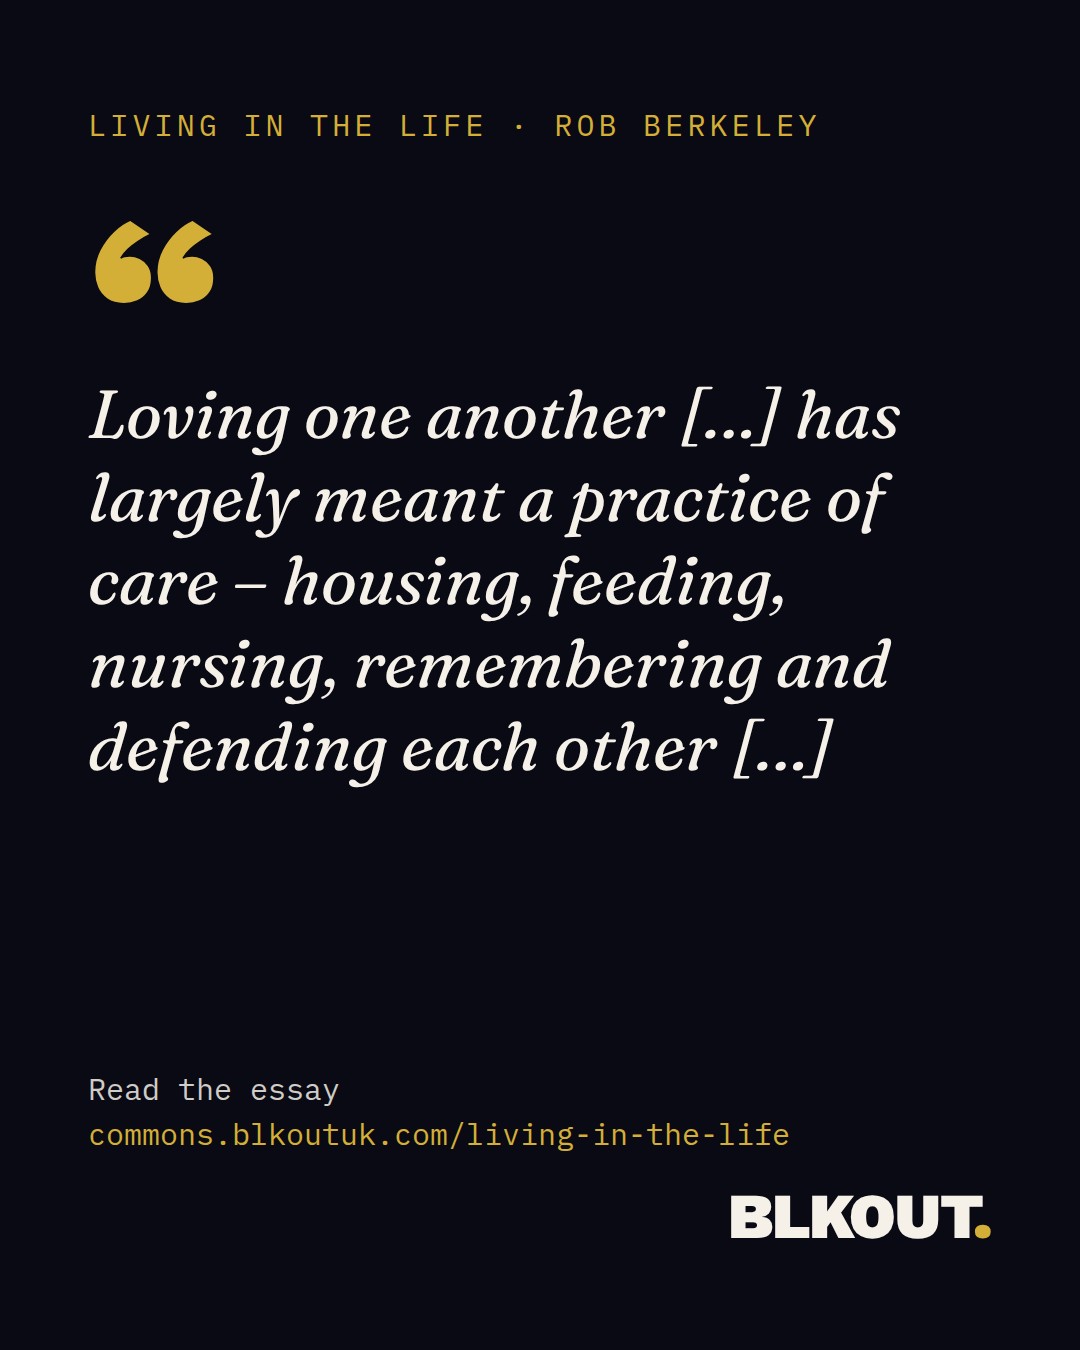 LIVING IN THE LIFE · ROB BERKELEY
“
Loving one another [...] has
largely meant a practice of
care – housing, feeding,
nursing, remembering and
defending each other [...]
Read the essay
commons.blkoutuk.com/living-in-the-life
BLKOUT.